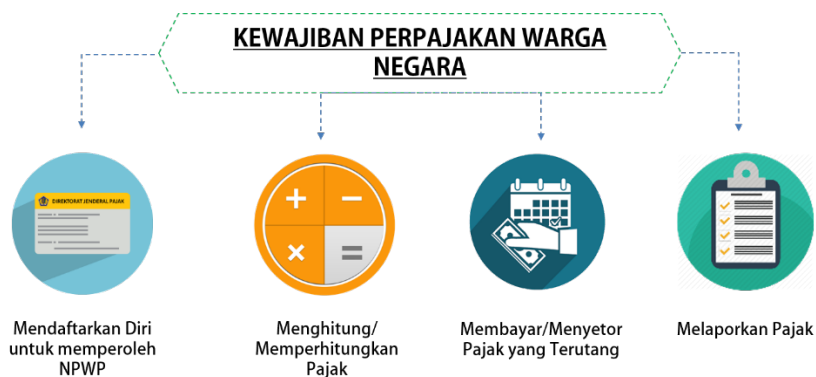 KEWAJIBAN PERPAJAKAN WARGA
NEGARA
DIREKTORAT JENDERAL PAJAK
Mendaftarkan Diri
untuk memperoleh
NPWP
Menghitung/
Memperhitungkan
Pajak
Membayar/Menyetor
Pajak yang Terutang
Melaporkan Pajak